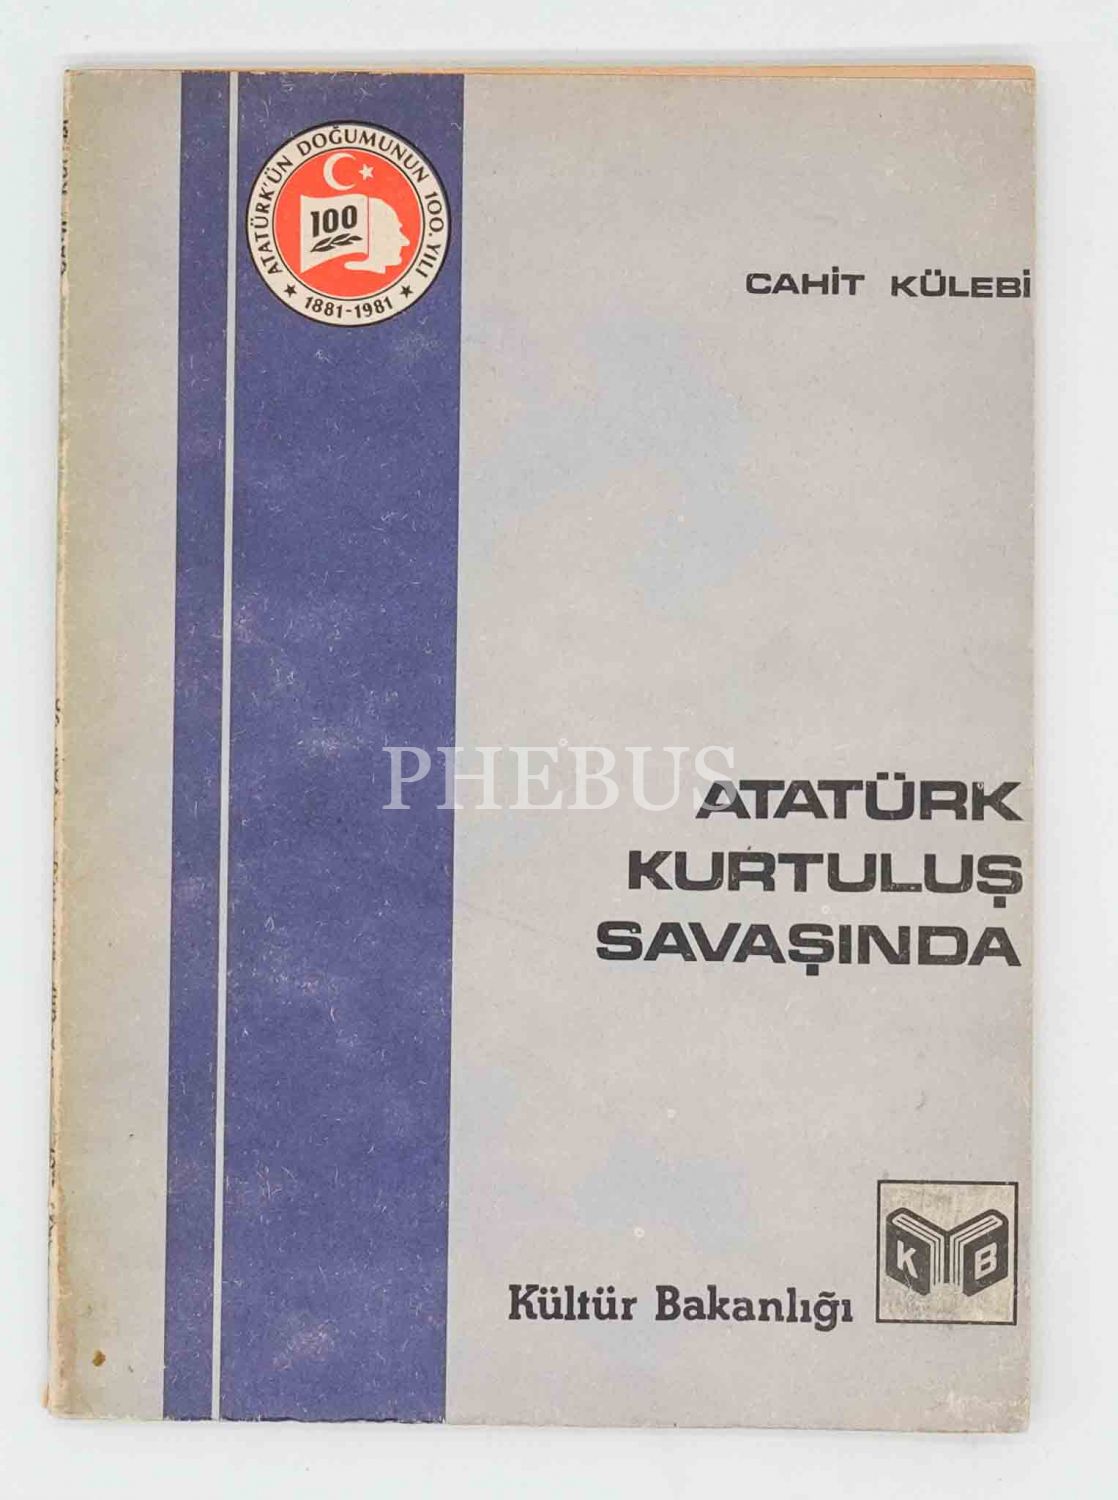 ATATÜRK'ÜN DOĞUMUNUN 100. YILI
100
★ 1881-1981 ★
CAHİT KÜLEBİ
PHEBUS
ATATÜRK
KURTULUŞ
SAVAŞINDA
K B
Kültür Bakanlığı